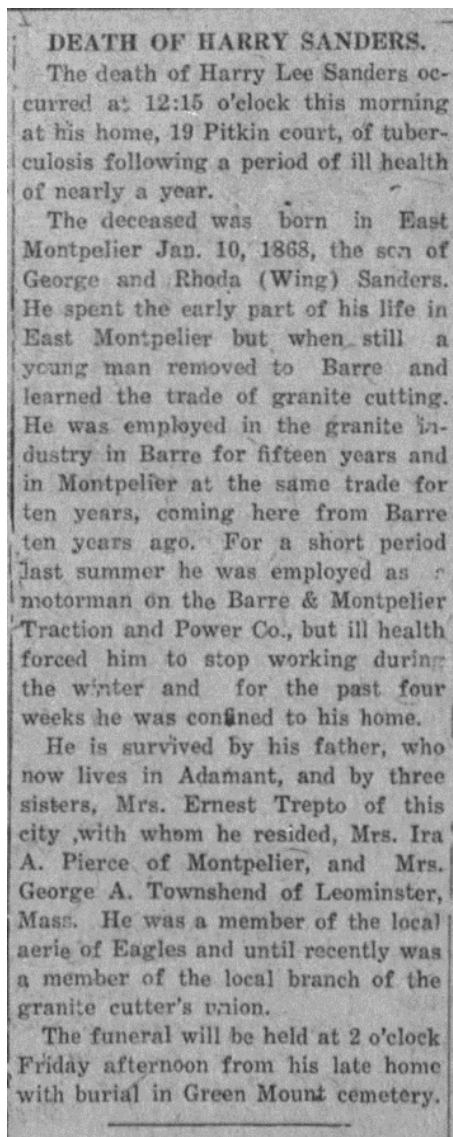 DEATH OF HARRY SANDERS.
The death of Harry Lee Sanders oc-
curred at 12:15 o'clock this morning
at his home, 19 Pitkin court, of tuber-
culosis following a period of ill health
of nearly a year.
The deceased was born in East
Montpelier Jan. 10, 1868, the son of
George and Rhoda (Wing) Sanders.
He spent the early part of his life in
East Montpelier but when still a
young man removed to Barre and
learned the trade of granite cutting.
He was employed in the granite in-
dustry in Barre for fifteen years and
in Montpelier at the same trade for
ten years, coming here from Barre
ten years ago. For a short period
last summer he was employed as
motorman on the Barre & Montpelier
Traction and Power Co., but ill health
forced him to stop working during
the winter and for the past four
weeks he was confined to his home.
He is survived by his father, who
now lives in Adamant, and by three
sisters, Mrs. Ernest Trepto of this
city ,with whom he resided, Mrs. Ira
A. Pierce of Montpelier, and Mrs.
George A. Townshend of Leominster,
Mass. He was a member of the local
aerie of Eagles and until recently was
a member of the local branch of the
granite cutter's union.
The funeral will be held at 2 o'clock
Friday afternoon from his late home
with burial in Green Mount cemetery.